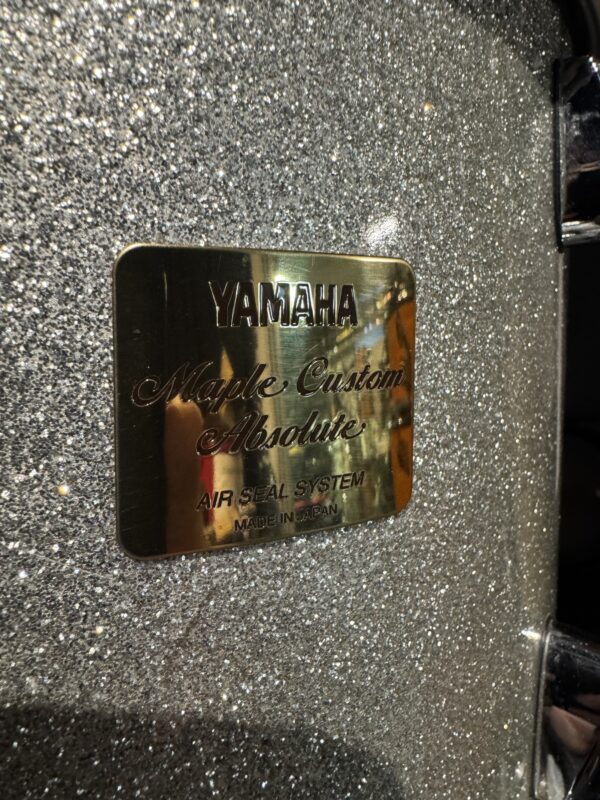 YAMAHA
Maple Custom
Absolute
AIR SEAL SYSTEM
MADE IN JAPAN